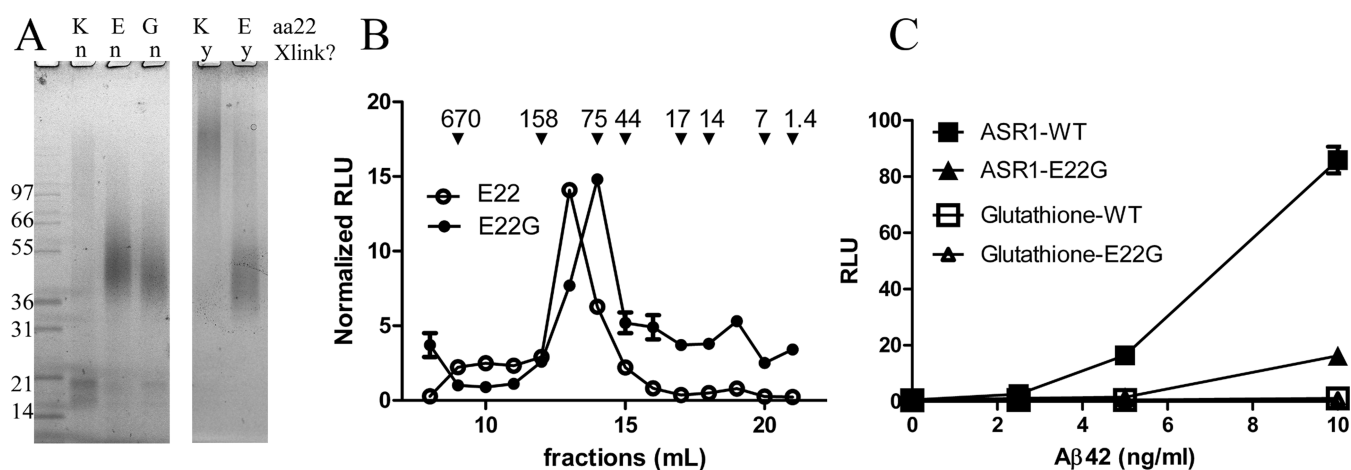 A
K E G K E aa22
n n n y y Xlink?
97
66
55
36
31
21
14
B
Normalized RLU
20
15
10
5
0
670 158 75 44 17 14 7 1.4
E22
E22G
10 15 20
fractions (mL)
C
RLU
100
80
60
40
20
0
ASR1-WT
ASR1-E22G
Glutathione-WT
Glutathione-E22G
0 2 4 6 8 10
Aβ42 (ng/ml)